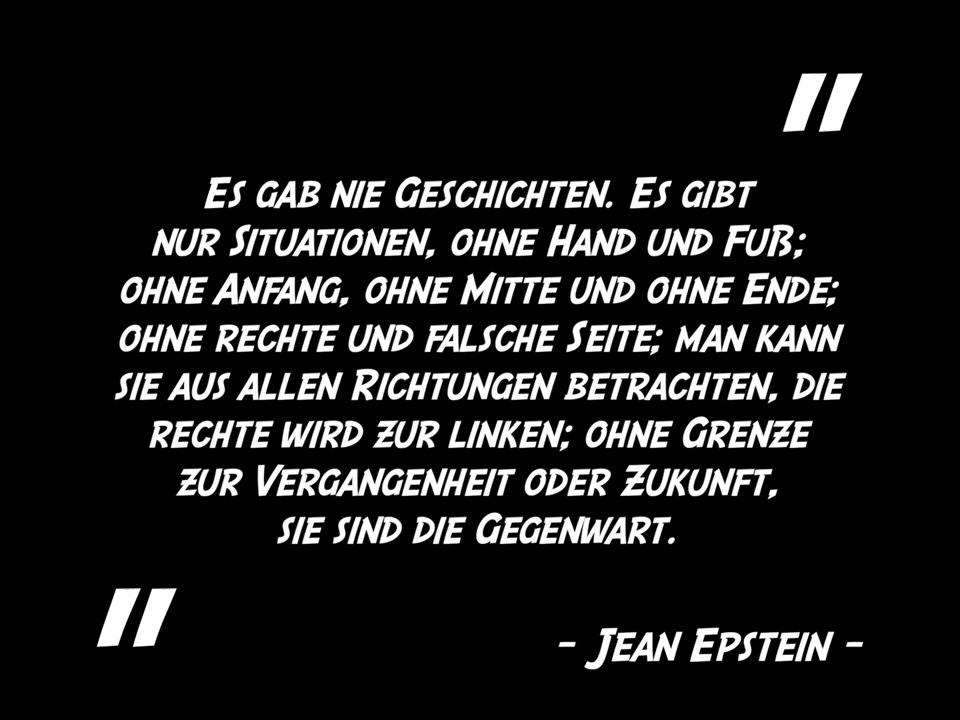 "
Es gab nie Geschichten. Es gibt
nur Situationen, ohne Hand und Fuß;
ohne Anfang, ohne Mitte und ohne Ende;
ohne rechte und falsche Seite; man kann
sie aus allen Richtungen betrachten, die
rechte wird zur linken; ohne Grenze
zur Vergangenheit oder Zukunft,
sie sind die Gegenwart.
"
- Jean Epstein -